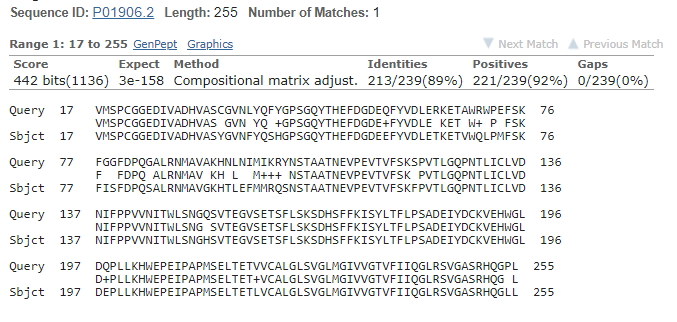 Sequence ID: P01906.2 Length: 255 Number of Matches: 1
Range 1: 17 to 255 GenPept Graphics ▼ Next Match ▲ Previous Match
Score Expect Method Identities Positives Gaps
442 bits(1136) 3e-158 Compositional matrix adjust. 213/239(89%) 221/239(92%) 0/239(0%)
Query 17 VMSPCGGEDIVADHVASCGVNLYQFYGPSGQYTHEFDGDEQFYVDLERKETAWRWPEFSK 76
VMSPCGGEDIVADHVAS GVN YQ +GPSGQYTHEFDGDE+FYVDLE KET W+ P FSK
Sbjct 17 VMSPCGGEDIVADHVASYGVNFYQSHGPSGQYTHEFDGDEEFYVDLETKETVWQLPMFSK 76
Query 77 FGGFDPQGALRNMAVAKHNLNIMIKRYNSTAATNEVPEVTVFSKSPVTLGQPNTLICLVD 136
F FDPQ ALRNMAV KH L M+++ NSTAATNEVPEVTVFSK PVTLGQPNTLICLVD
Sbjct 77 FISFDPQSALRNMAVGKHTLEFMMRQSNSTAATNEVPEVTVFSKFPVTLGQPNTLICLVD 136
Query 137 NIFPPVVNITWLSNGQSVTEGVSETSFLSKSDHSFFKISYLTFLPSADEIYDCKVEHWGL 196
NIFPPVVNITWLSNG SVTEGVSETSFLSKSDHSFFKISYLTFLPSADEIYDCKVEHWGL
Sbjct 137 NIFPPVVNITWLSNGHSVTEGVSETSFLSKSDHSFFKISYLTFLPSADEIYDCKVEHWGL 196
Query 197 DQPLLKHWEPEIPAPMSELTETVVCALGLSVGLMGIVVGTVFIIQGLRSVGASRHQGPL 255
D+PLLKHWEPEIPAPMSELTET+VCALGLSVGLMGIVVGTVFIIQGLRSVGASRHQG L
Sbjct 197 DEPLLKHWEPEIPAPMSELTETLVCALGLSVGLMGIVVGTVFIIQGLRSVGASRHQGLL 255